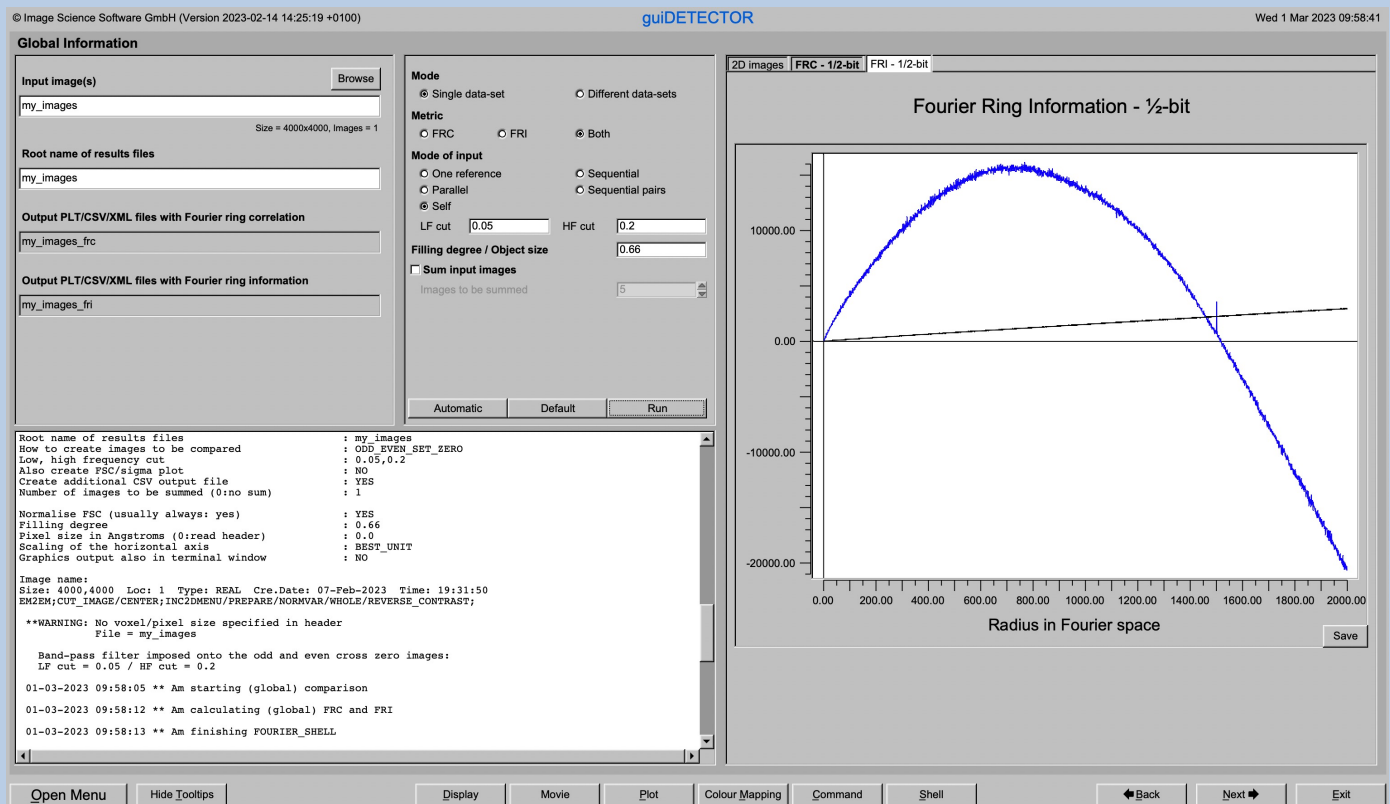 © Image Science Software GmbH (Version 2023-02-14 14:25:19 +0100)
guiDETECTOR
Wed 1 Mar 2023 09:58:41
Global Information
Input image(s)
Browse
my_images
Size = 4000x4000, Images = 1
Root name of results files
my_images
Output PLT/CSV/XML files with Fourier ring correlation
my_images_frc
Output PLT/CSV/XML files with Fourier ring information
my_images_fri
Mode
Single data-set
Different data-sets
Metric
FRC
FRI
Both
Mode of input
One reference
Sequential
Parallel
Sequential pairs
Self
LF cut
0.05
HF cut
0.2
Filling degree / Object size
0.66
Sum input images
Images to be summed
5
Automatic
Default
Run
2D images
FRC - 1/2-bit
FRI - 1/2-bit
Fourier Ring Information - ½-bit
10000.00
0.00
-10000.00
-20000.00
0.00 200.00 400.00 600.00 800.00 1000.00 1200.00 1400.00 1600.00 1800.00 2000.00
Radius in Fourier space
Save
Root name of results files : my_images
How to create images to be compared : ODD_EVEN_SET_ZERO
Low, high frequency cut : 0.05,0.2
Also create FSC/sigma plot : NO
Create additional CSV output file : YES
Number of images to be summed (0:no sum) : 1
Normalise FSC (usually always: yes) : YES
Filling degree : 0.66
Pixel size in Angstroms (0:read header) : 0.0
Scaling of the horizontal axis : BEST_UNIT
Graphics output also in terminal window : NO
Image name:
Size: 4000,4000 Loc: 1 Type: REAL Cre.Date: 07-Feb-2023 Time: 19:31:50
EM2EM;CUT_IMAGE/CENTER;INC2DMENU/PREPARE/NORMVAR/WHOLE/REVERSE_CONTRAST;
**WARNING: No voxel/pixel size specified in header
File = my_images
Band-pass filter imposed onto the odd and even cross zero images:
LF cut = 0.05 / HF cut = 0.2
01-03-2023 09:58:05 ** Am starting (global) comparison
01-03-2023 09:58:12 ** Am calculating (global) FRC and FRI
01-03-2023 09:58:13 ** Am finishing FOURIER_SHELL
Open Menu
Hide Tooltips
Display
Movie
Plot
Colour Mapping
Command
Shell
Back
Next
Exit